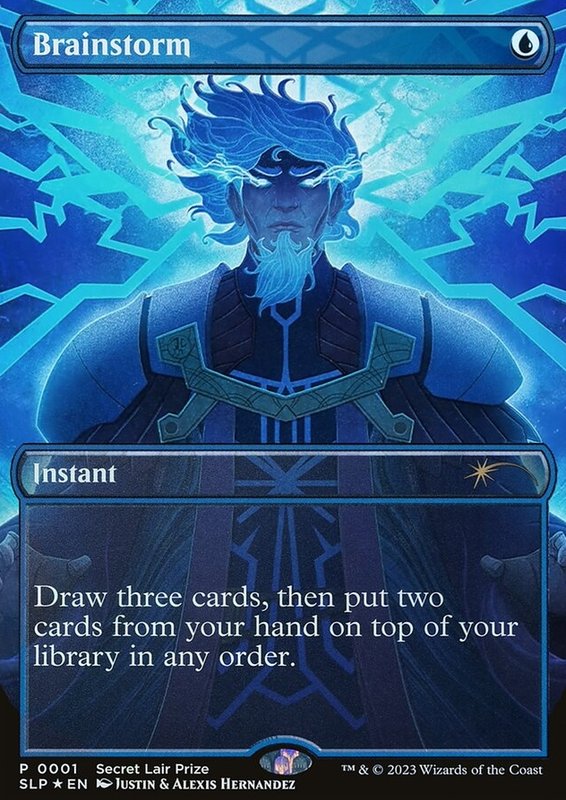 Brainstorm
Instant
Draw three cards, then put two
cards from your hand on top of your
library in any order.
P 0001 Secret Lair Prize
SLP ★ EN Justin & Alexis Hernandez
™ & © 2023 Wizards of the Coast